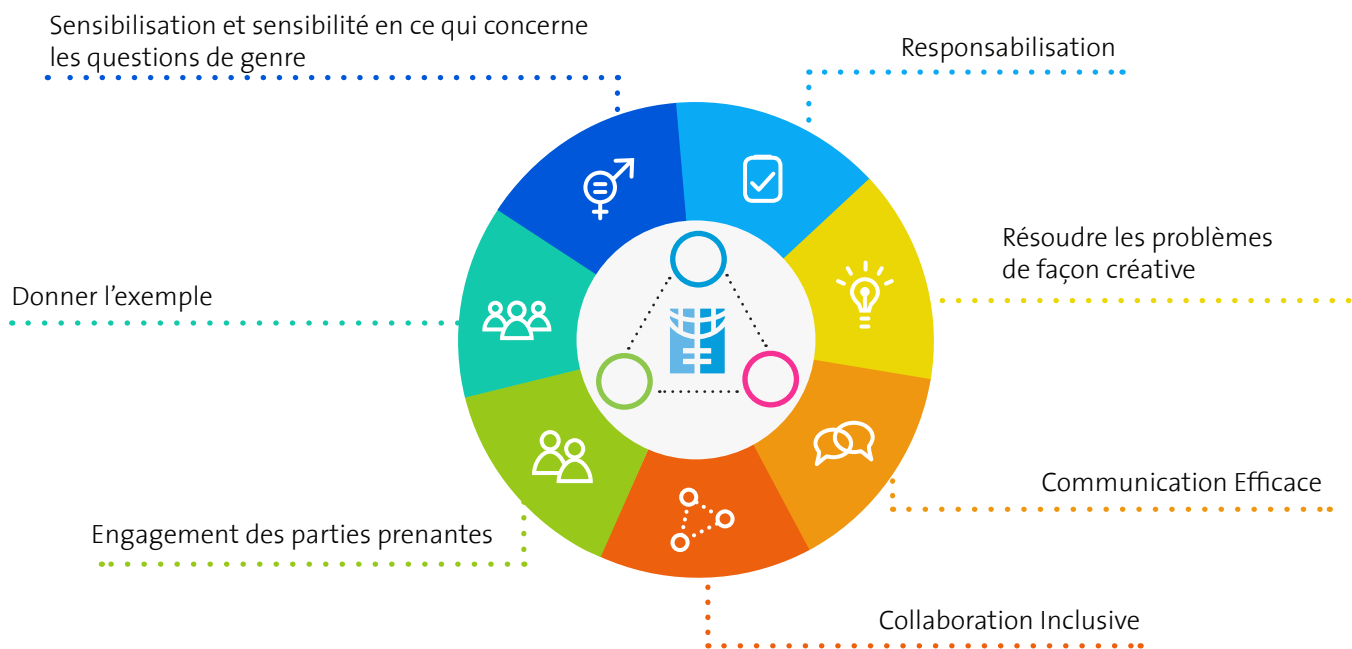 Sensibilisation et sensibilité en ce qui concerne
les questions de genre
Responsabilisation
Résoudre les problèmes
de façon créative
Donner l’exemple
Communication Efficace
Engagement des parties prenantes
Collaboration Inclusive